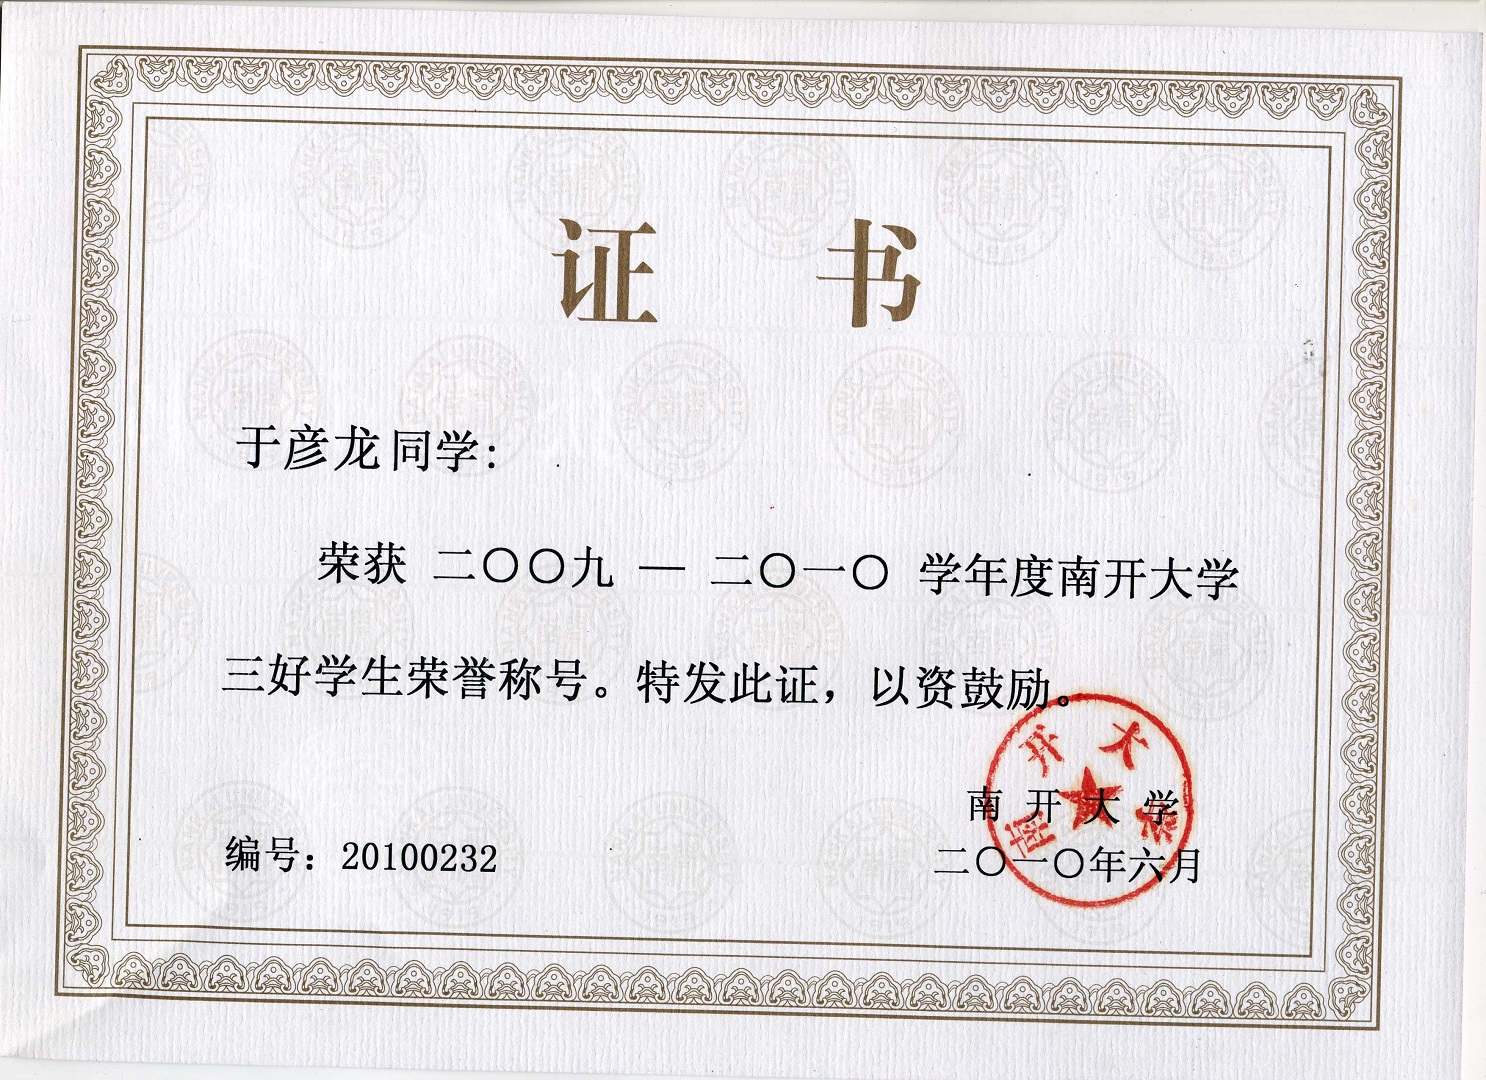 证 书
于彦龙同学：
荣获 二〇〇九 — 二〇一〇 学年度南开大学
三好学生荣誉称号。特发此证，以资鼓励。
南开大学
南 开 大 学
编号：20100232
二〇一〇年六月